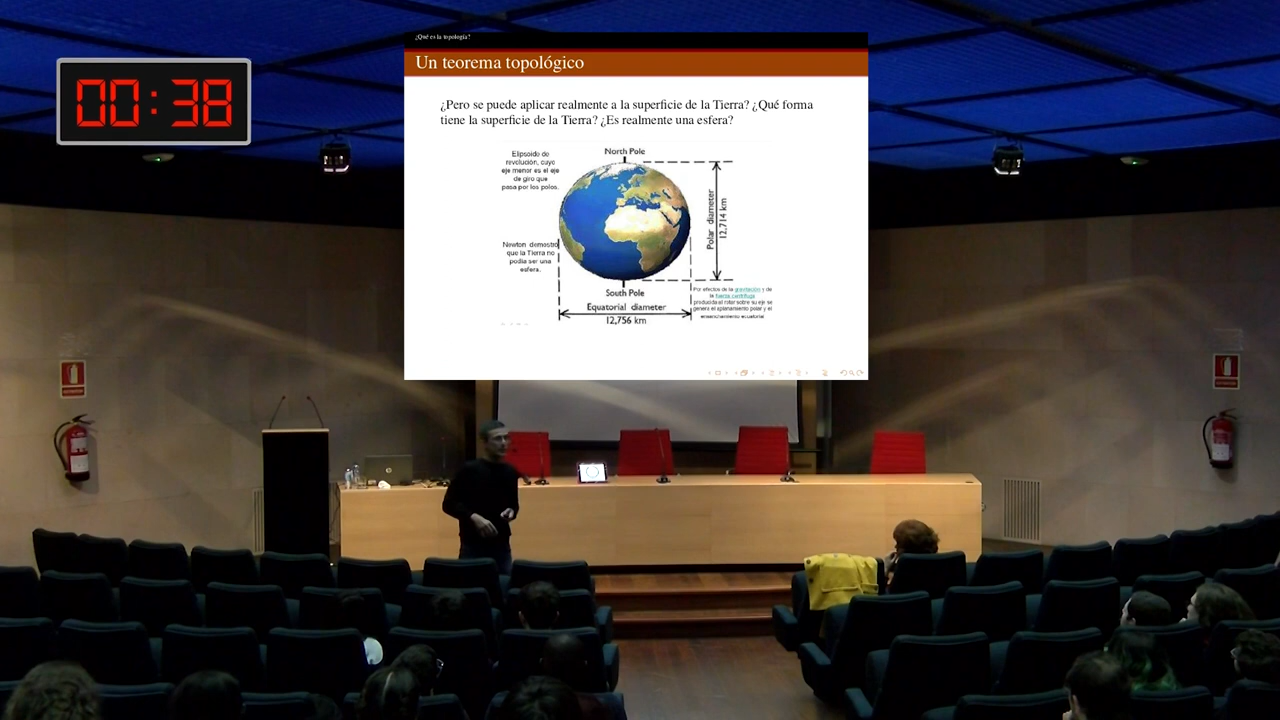 00:38
¿Qué es la topología?
Un teorema topológico
¿Pero se puede aplicar realmente a la superficie de la Tierra? ¿Qué forma
tiene la superficie de la Tierra? ¿Es realmente una esfera?
Elipsoide de
revolución, cuyo
eje menor es el eje
de giro que
pasa por los polos.
North Pole
Polar diameter
12,714 km
Newton demostró
que la Tierra no
podía ser una
esfera.
South Pole
Equatorial diameter
12,756 km
Por efectos de la gravitación y de
la fuerza centrífuga
producida al rotar sobre su eje se
genera el aplanamiento polar y el
ensanchamiento ecuatorial